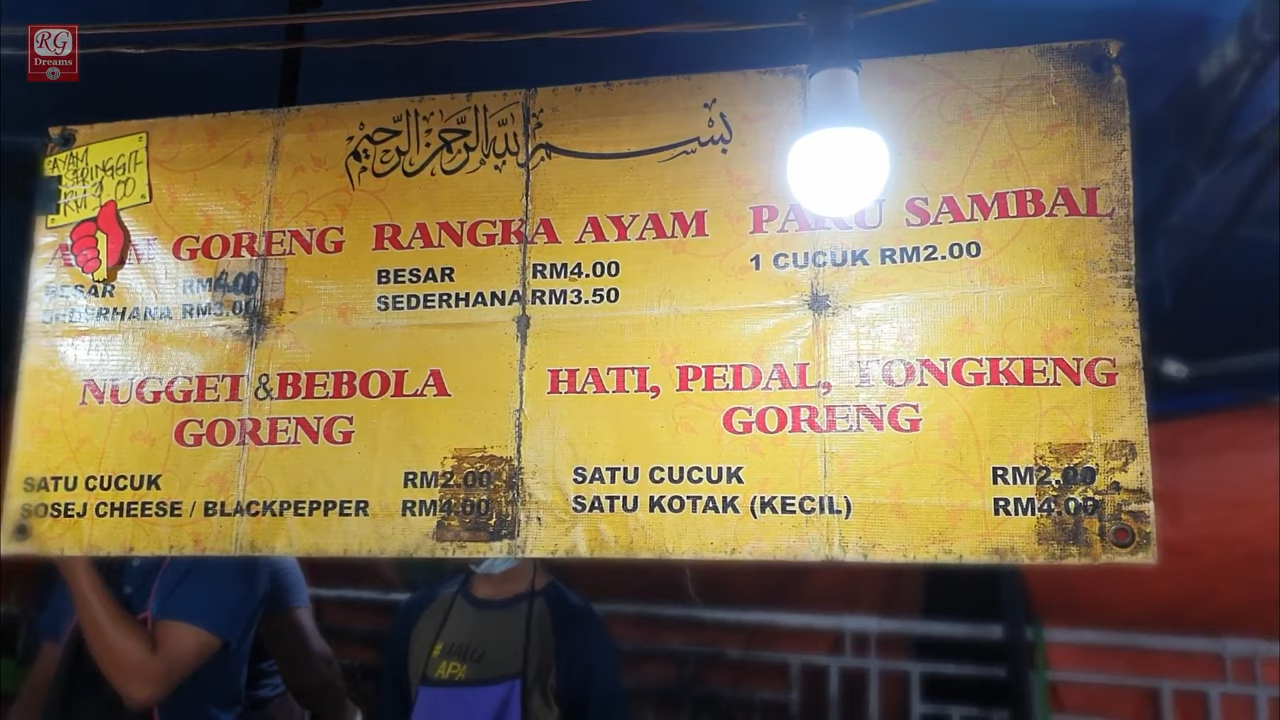 RG
Dreams
بسم الله الرحمن الرحيم
AYAM
SERINGGIT
RM1.00
AYAM GORENG
BESAR RM4.00
SEDERHANA RM3.00
RANGKA AYAM
BESAR RM4.00
SEDERHANA RM3.50
PARU SAMBAL
1 CUCUK RM2.00
NUGGET & BEBOLA
GORENG
SATU CUCUK RM2.00
SOSEJ CHEESE / BLACKPEPPER RM4.00
HATI, PEDAL, TONGKENG
GORENG
SATU CUCUK RM2.00
SATU KOTAK (KECIL) RM4.00
APA